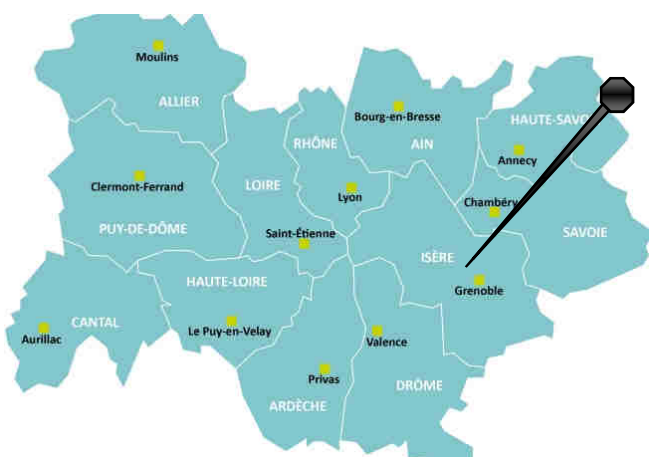 Moulins
ALLIER
Bourg-en-Bresse
HAUTE-SAVO
RHÔNE
AIN
Annecy
Clermont-Ferrand
LOIRE
Lyon
Chambéry
PUY-DE-DÔME
Saint-Étienne
SAVOIE
ISÈRE
HAUTE-LOIRE
Grenoble
CANTAL
Aurillac
Le Puy-en-Velay
Valence
Privas
DRÔME
ARDÈCHE